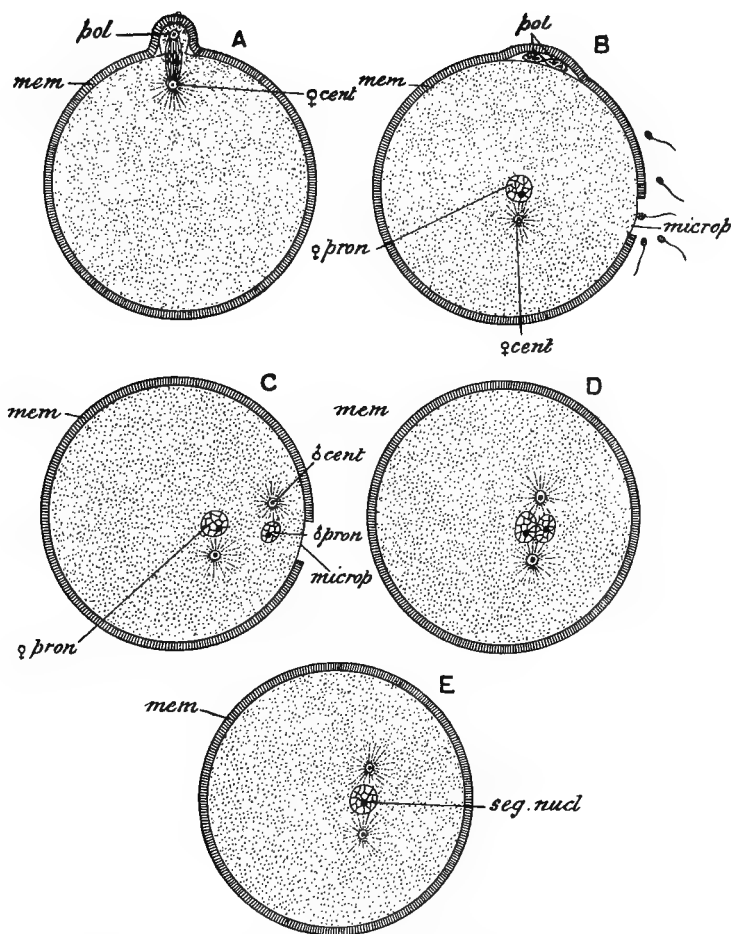 pol
A
mem
♀cent
B
pol
mem
♀pron
microp
♀cent
C
mem
♂cent
♂pron
microp
♀pron
D
mem
E
mem
seg. nucl